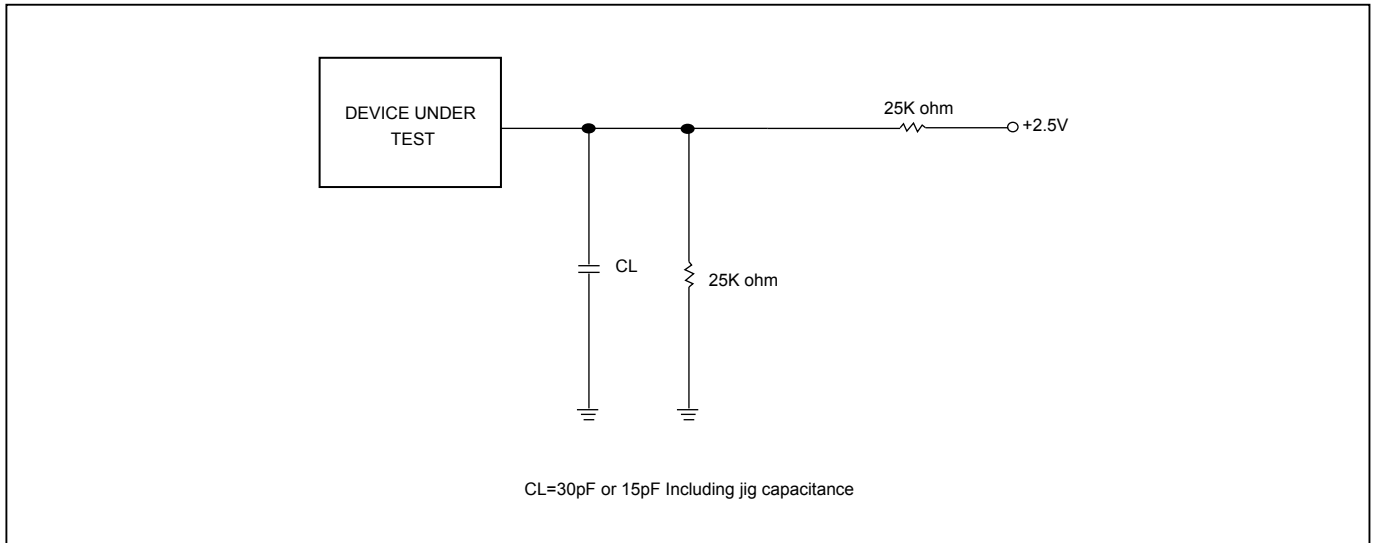 DEVICE UNDER
TEST
25K ohm
+2.5V
CL
25K ohm
CL=30pF or 15pF Including jig capacitance